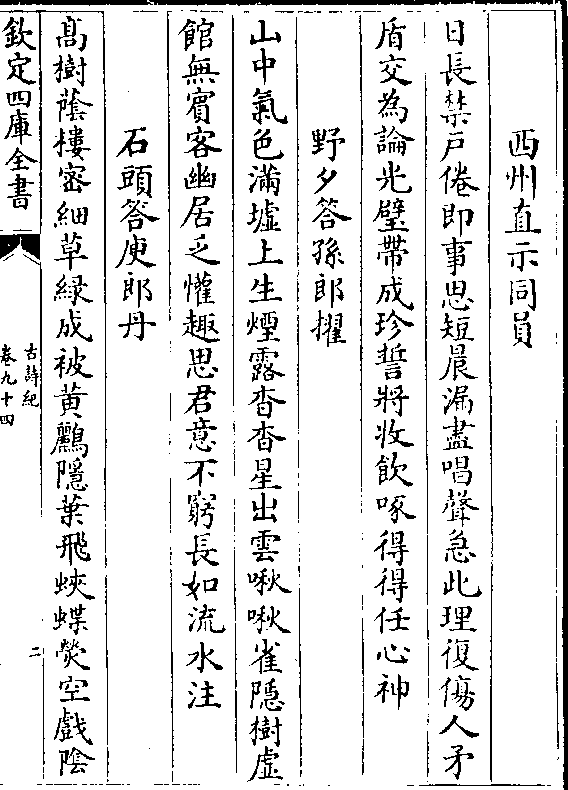 西州直示同員
日長禁户倦即事思短晨漏盡唱聲急此理復傷人矛
盾交為論光璧帶成珍誓將收飲啄得得任心神
野夕答孫郎擢
山中氣色滿墟上生煙露杳杳星出雲啾啾雀隱樹虛
館無賓客幽居乏懽趣思君意不窮長如流水注
石頭答庾郎丹
髙樹蔭樓密細草緑成被黄鸝隱葉飛蛺蝶熒空戲陰
欽定四庫全書
古詩紀
卷九十四
二